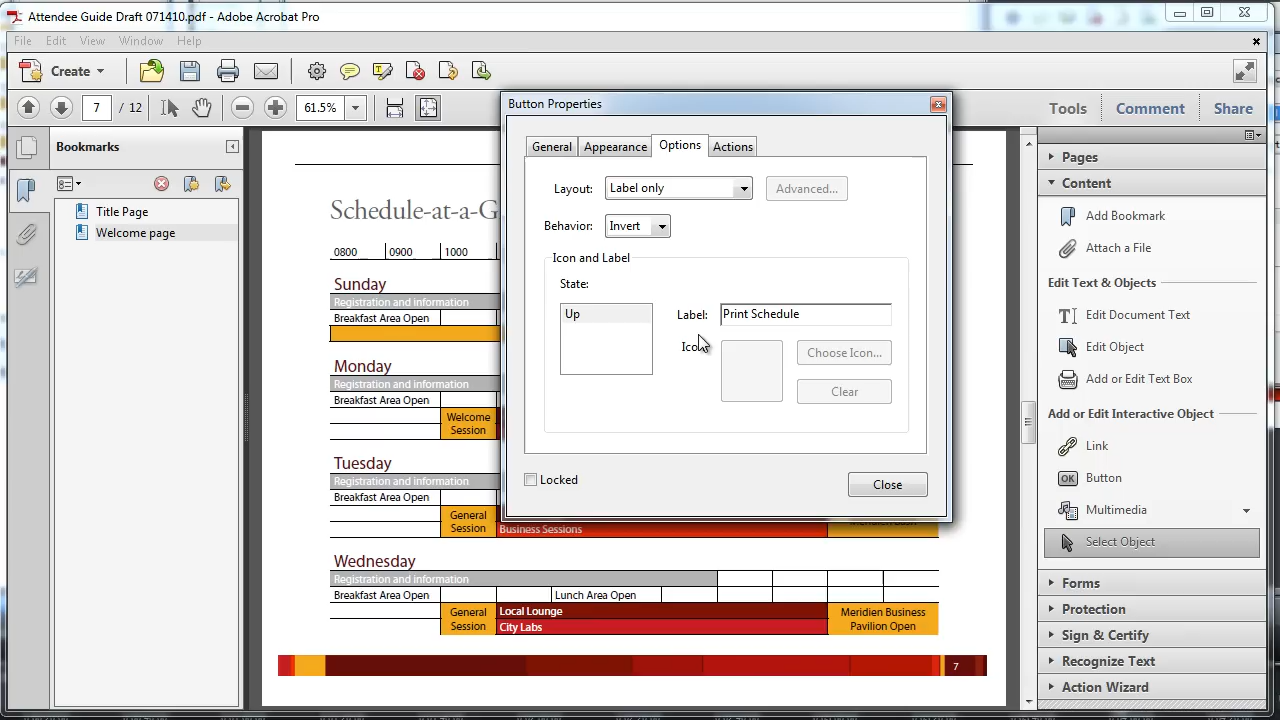 Attendee Guide Draft 071410.pdf - Adobe Acrobat Pro
File Edit View Window Help
Create
7 / 12 61.5% Tools Comment Share
Bookmarks
Title Page
Welcome page
Schedule-at-a-G
0800 0900 1000
Sunday
Registration and information
Breakfast Area Open
Monday
Registration and information
Breakfast Area Open
Welcome
Session
Tuesday
Registration and information
Breakfast Area Open
General
Session
Business Sessions
Wednesday
Registration and information
Breakfast Area Open Lunch Area Open
General
Session
Local Lounge
City Labs
Meridien Business
Pavilion Open
7
Button Properties
General Appearance Options Actions
Layout: Label only Advanced...
Behavior: Invert
Icon and Label
State:
Up
Label: Print Schedule
Choose Icon...
Clear
Locked
Close
Pages
Content
Add Bookmark
Attach a File
Edit Text & Objects
Edit Document Text
Edit Object
Add or Edit Text Box
Add or Edit Interactive Object
Link
OK Button
Multimedia
Select Object
Forms
Protection
Sign & Certify
Recognize Text
Action Wizard